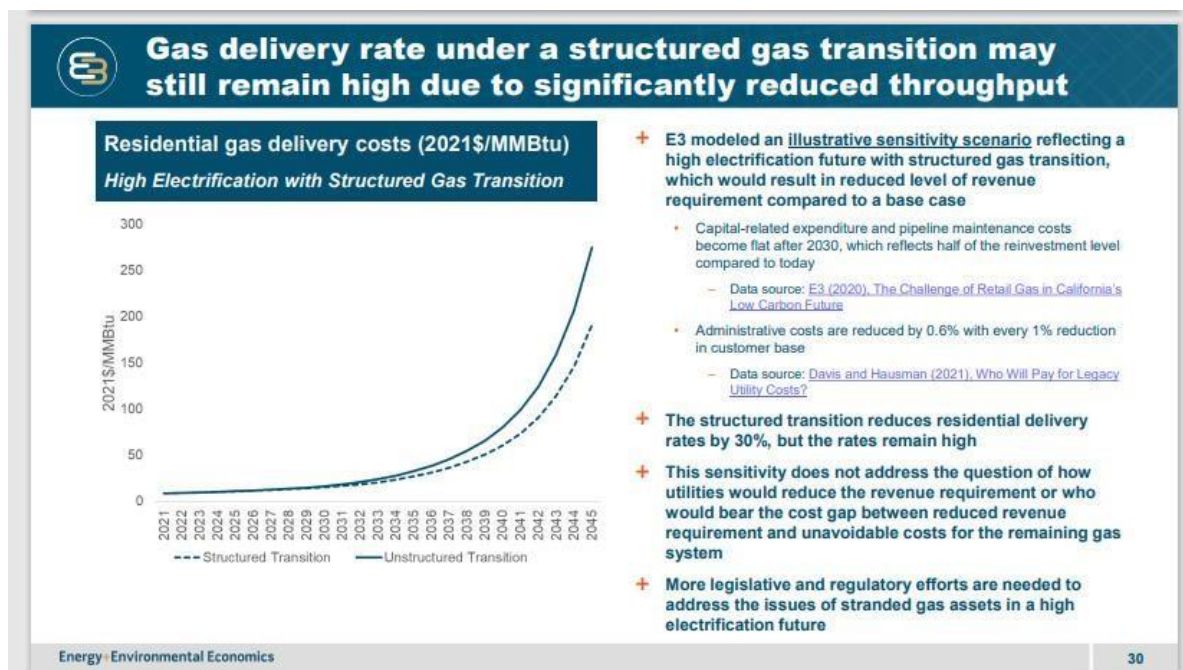 Gas delivery rate under a structured gas transition may
still remain high due to significantly reduced throughput
Residential gas delivery costs (2021$/MMBtu)
High Electrification with Structured Gas Transition
300
250
200
150
100
50
0
2021$/MMBtu
2021
2022
2023
2024
2025
2026
2027
2028
2029
2030
2031
2032
2033
2034
2035
2036
2037
2038
2039
2040
2041
2042
2043
2044
2045
Structured Transition
Unstructured Transition
+ E3 modeled an illustrative sensitivity scenario reflecting a
high electrification future with structured gas transition,
which would result in reduced level of revenue
requirement compared to a base case
• Capital-related expenditure and pipeline maintenance costs
become flat after 2030, which reflects half of the reinvestment level
compared to today
– Data source: E3 (2020), The Challenge of Retail Gas in California's
Low Carbon Future
• Administrative costs are reduced by 0.6% with every 1% reduction
in customer base
– Data source: Davis and Hausman (2021), Who Will Pay for Legacy
Utility Costs?
+ The structured transition reduces residential delivery
rates by 30%, but the rates remain high
+ This sensitivity does not address the question of how
utilities would reduce the revenue requirement or who
would bear the cost gap between reduced revenue
requirement and unavoidable costs for the remaining gas
system
+ More legislative and regulatory efforts are needed to
address the issues of stranded gas assets in a high
electrification future
Energy+Environmental Economics
30